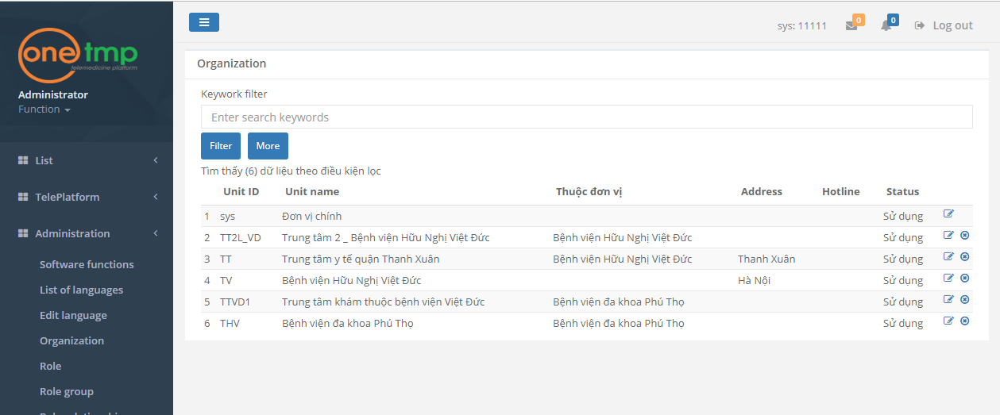 one tmp
telemedicine platform
Administrator
Function
List
TelePlatform
Administration
Software functions
List of languages
Edit language
Organization
Role
Role group
sys: 11111
0
0
Log out
Organization
Keywork filter
Enter search keywords
Filter More
Tìm thấy (6) dữ liệu theo điều kiện lọc
Unit ID Unit name Thuộc đơn vị Address Hotline Status
1 sys Đơn vị chính Sử dụng
2 TT2L_VD Trung tâm 2 _ Bệnh viện Hữu Nghị Việt Đức Bệnh viện Hữu Nghị Việt Đức Sử dụng
3 TT Trung tâm y tế quận Thanh Xuân Bệnh viện Hữu Nghị Việt Đức Thanh Xuân Sử dụng
4 TV Bệnh viện Hữu Nghị Việt Đức Hà Nội Sử dụng
5 TTVD1 Trung tâm khám thuộc bệnh viện Việt Đức Bệnh viện đa khoa Phú Thọ Sử dụng
6 THV Bệnh viện đa khoa Phú Thọ Bệnh viện đa khoa Phú Thọ Sử dụng